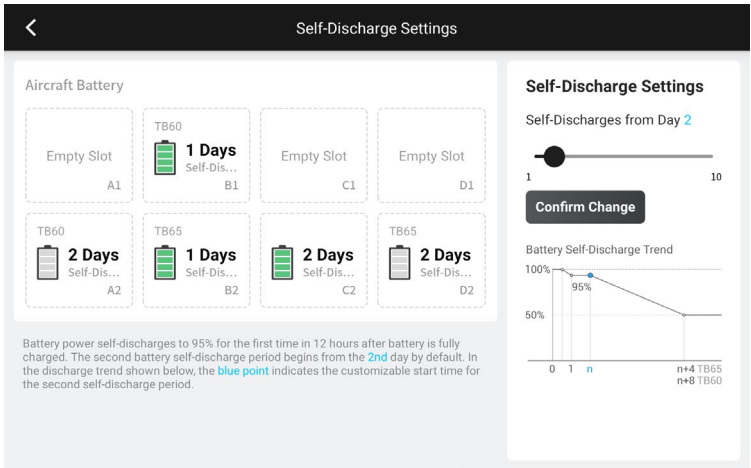 Self-Discharge Settings
Aircraft Battery
Empty Slot
A1
TB60
1 Days
Self-Dis...
B1
Empty Slot
C1
Empty Slot
D1
TB60
2 Days
Self-Dis...
A2
TB65
1 Days
Self-Dis...
B2
2 Days
Self-Dis...
C2
TB65
2 Days
Self-Dis...
D2
Battery power self-discharges to 95% for the first time in 12 hours after battery is fully
charged. The second battery self-discharge period begins from the 2nd day by default. In
the discharge trend shown below, the blue point indicates the customizable start time for
the second self-discharge period.
Self-Discharge Settings
Self-Discharges from Day 2
1 10
Confirm Change
Battery Self-Discharge Trend
100%
95%
50%
0 1 n n+4 TB65
n+8 TB60